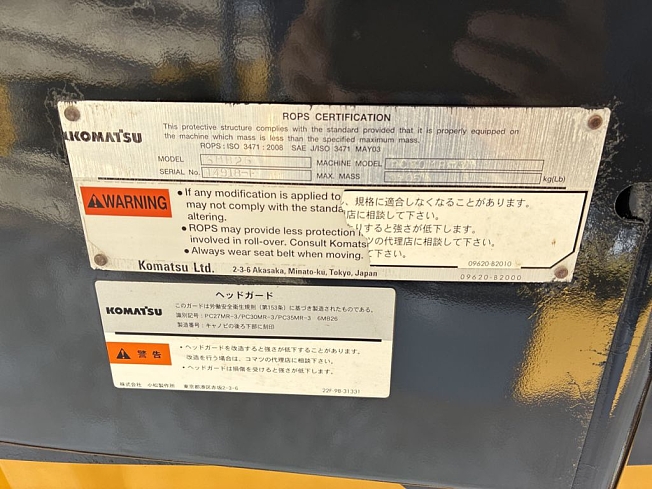 ROPS CERTIFICATION
KOMATSU
This protective structure complies with the standard provided that it is properly equipped on
the machine which mass is less than the specified maximum mass.
ROPS : ISO 3471 : 2008 SAE J/ISO 3471 MAY03
MODEL MACHINE MODEL
SERIAL No. MAX. MASS kg(Lb)
WARNING
• If any modification is applied to
may not comply with the standa
altering.
• ROPS may provide less protection
involved in roll-over. Consult Komats
• Always wear seat belt when moving.
、規格に適合しなくなることがあります。
店に相談して下さい。
りすると強さが低下します。
マツの代理店に相談して下さい。
て下さい。
09620-82010
Komatsu Ltd. 2-3-6 Akasaka, Minato-ku, Tokyo, Japan
09620-82000
ヘッドガード
KOMATSU
このガードは労働安全衛生規則（第153条）に基づき製造されたものである。
識別記号：PC27MR-3/PC30MR-3/PC35MR-3 6M826
製造番号：キャノピの後ろ下部に刻印
警告
• ヘッドガードを改造すると強さが低下することがあります。
改造を行う場合は、コマツの代理店に相談して下さい。
• ヘッドガードは損傷を受けると強さが低下します。
株式会社 小松製作所 東京都港区赤坂2-3-6
22F-98-31331